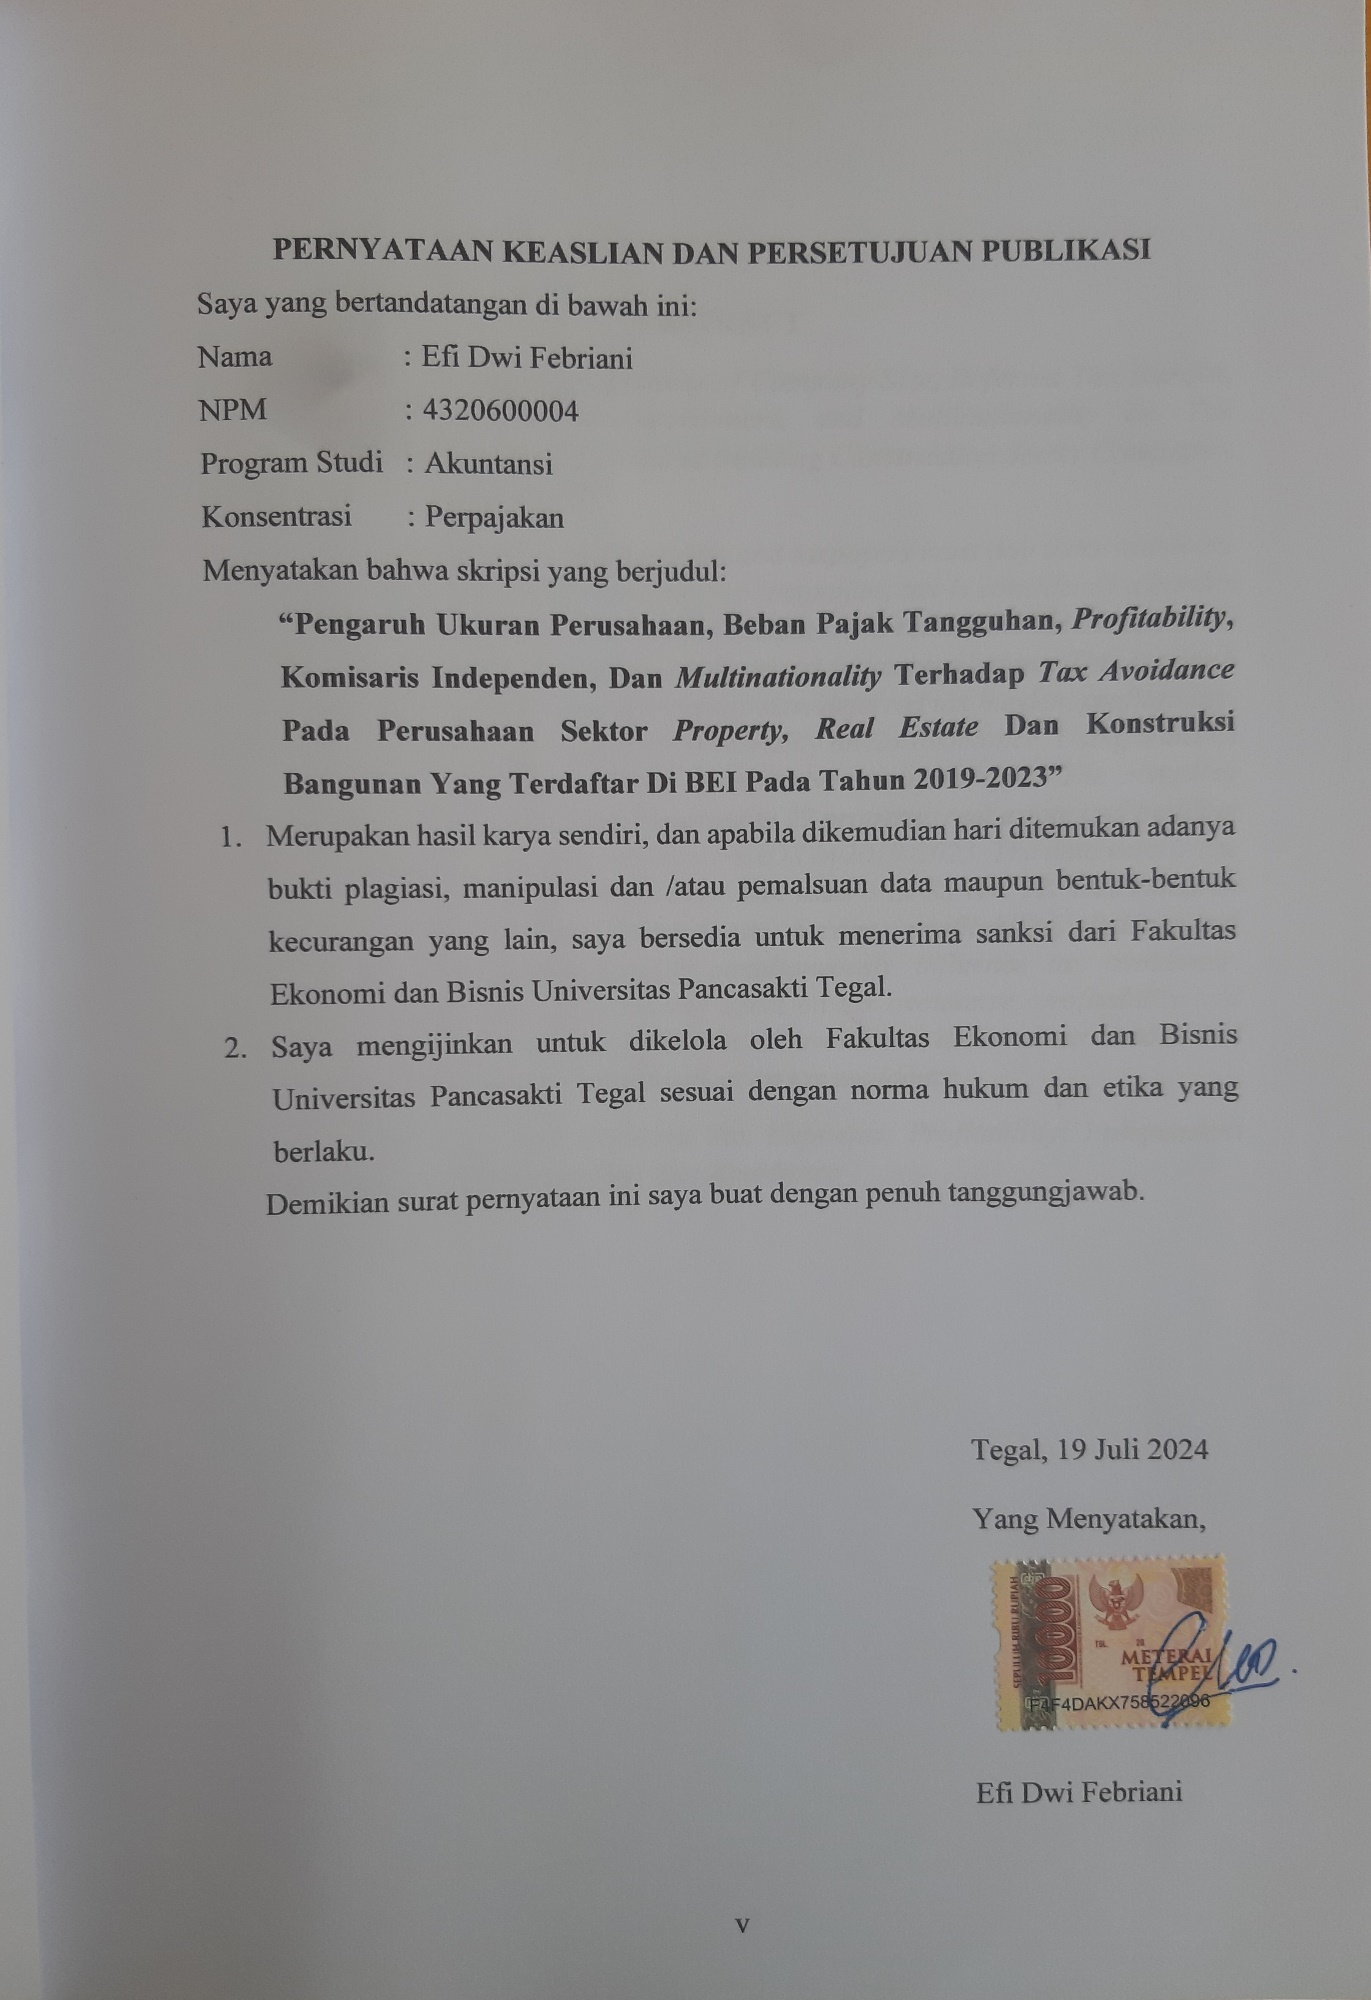 PERNYATAAN KEASLIAN DAN PERSETUJUAN PUBLIKASI
Saya yang bertandatangan di bawah ini:
Nama : Efi Dwi Febriani
NPM : 4320600004
Program Studi : Akuntansi
Konsentrasi : Perpajakan
Menyatakan bahwa skripsi yang berjudul:
“Pengaruh Ukuran Perusahaan, Beban Pajak Tangguhan, Profitability,
Komisaris Independen, Dan Multinationality Terhadap Tax Avoidance
Pada Perusahaan Sektor Property, Real Estate Dan Konstruksi
Bangunan Yang Terdaftar Di BEI Pada Tahun 2019-2023”
1. Merupakan hasil karya sendiri, dan apabila dikemudian hari ditemukan adanya
bukti plagiasi, manipulasi dan /atau pemalsuan data maupun bentuk-bentuk
kecurangan yang lain, saya bersedia untuk menerima sanksi dari Fakultas
Ekonomi dan Bisnis Universitas Pancasakti Tegal.
2. Saya mengijinkan untuk dikelola oleh Fakultas Ekonomi dan Bisnis
Universitas Pancasakti Tegal sesuai dengan norma hukum dan etika yang
berlaku.
Demikian surat pernyataan ini saya buat dengan penuh tanggungjawab.
Tegal, 19 Juli 2024
Yang Menyatakan,
SEPULUH RIBU RUPIAH
10000
TGL. 20
METERAI
TEMPEL
F4F4DAKX758522096
Efi Dwi Febriani
v